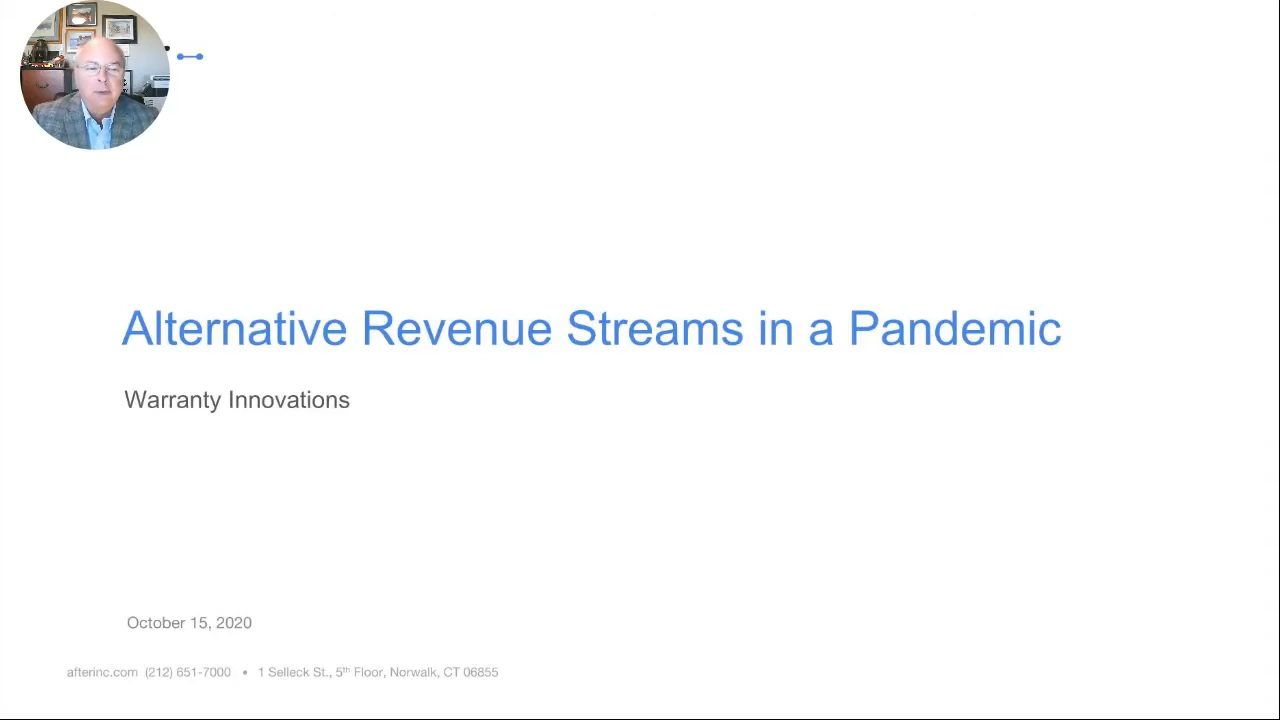 Alternative Revenue Streams in a Pandemic
Warranty Innovations
October 15, 2020
afterinc.com (212) 651-7000 • 1 Selleck St., 5th Floor, Norwalk, CT 06855